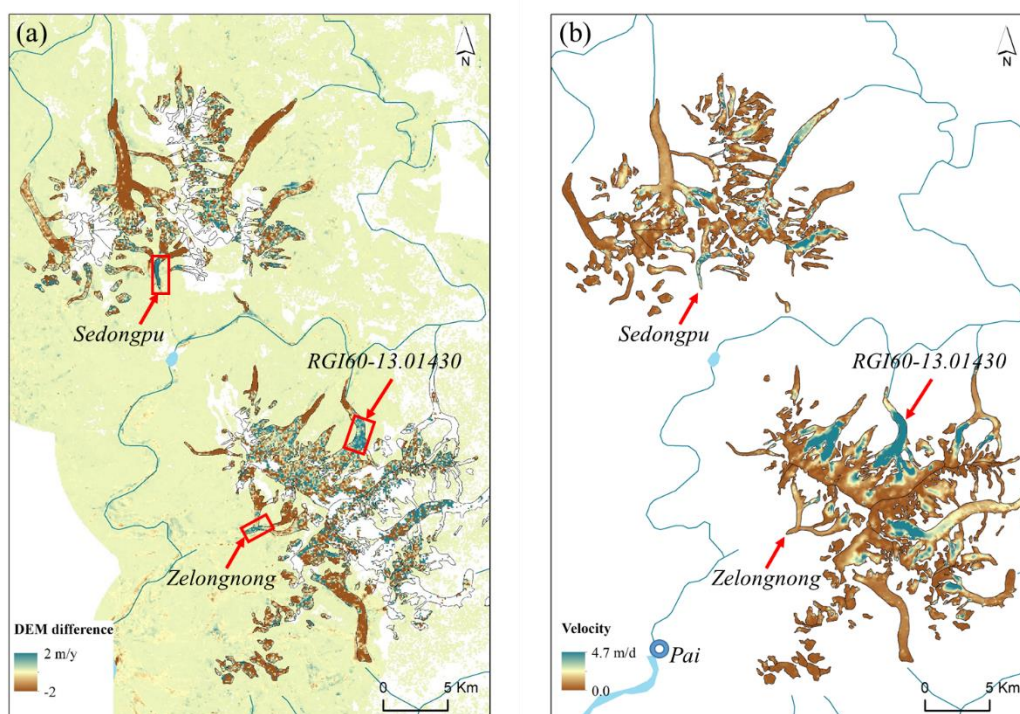 (a)
N
Sedongpu
RGI60-13.01430
Zelongnong
DEM difference
2 m/y
-2
0 5 Km
(b)
N
Sedongpu
RGI60-13.01430
Zelongnong
Velocity
4.7 m/d
0.0
Pai
0 5 Km